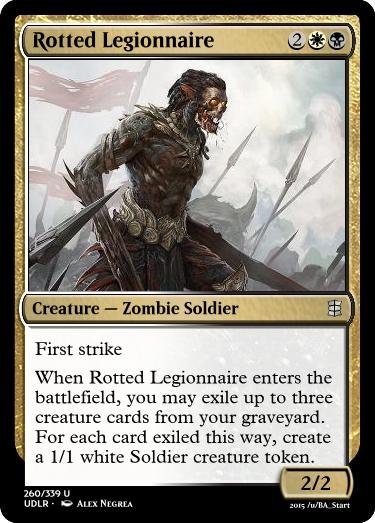 Rotted Legionnaire 2
Creature — Zombie Soldier
First strike
When Rotted Legionnaire enters the
battlefield, you may exile up to three
creature cards from your graveyard.
For each card exiled this way, create
a 1/1 white Soldier creature token.
2/2
260/339 U
UDLR · Alex Negrea
2015 /u/BA_Start